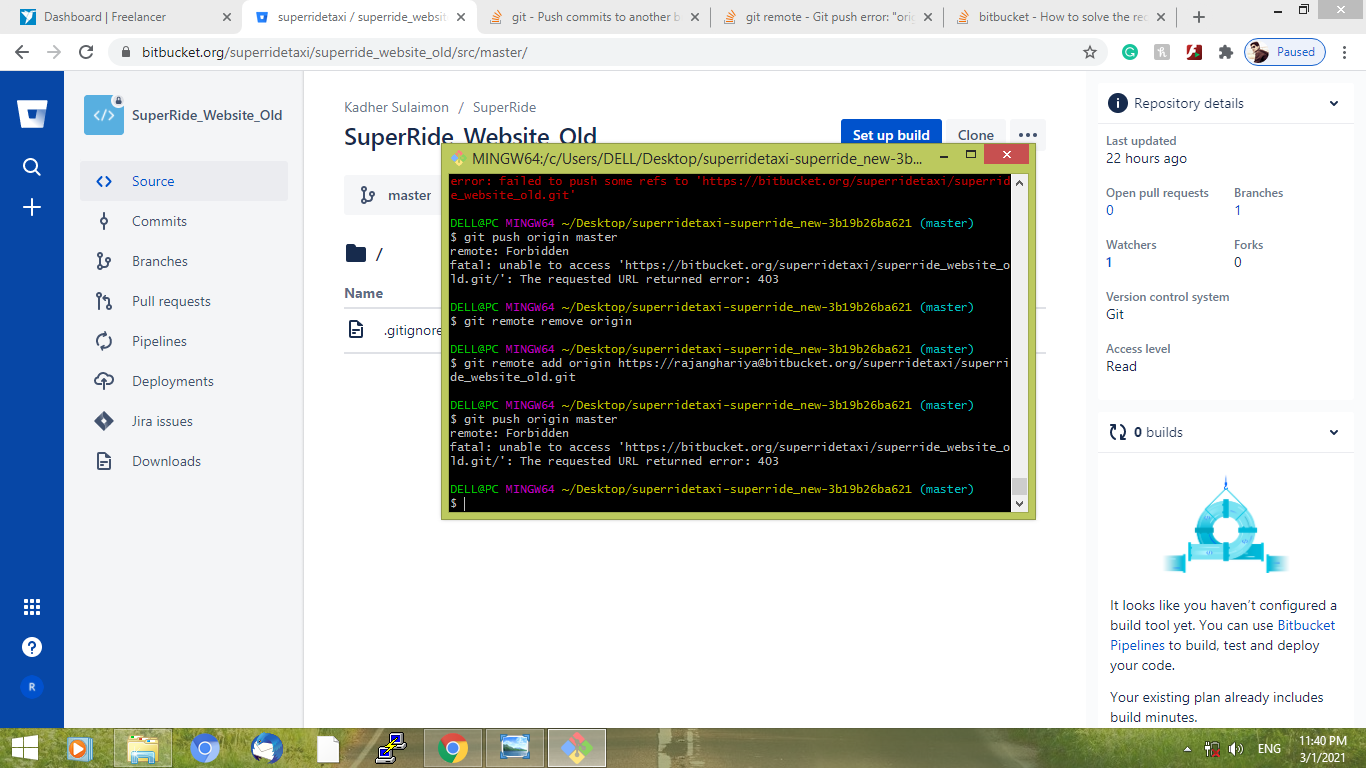 Dashboard | Freelancer
superridetaxi / superride_websit
git - Push commits to another b
git remote - Git push error: "orig
bitbucket - How to solve the rec
bitbucket.org/superridetaxi/superride_website_old/src/master/
Paused
SuperRide_Website_Old
Source
Commits
Branches
Pull requests
Pipelines
Deployments
Jira issues
Downloads
R
Kadher Sulaimon / SuperRide
SuperRide_Website_Old
Set up build
Clone
master
/
Name
.gitignore
MINGW64:/c/Users/DELL/Desktop/superridetaxi-superride_new-3b...
error: failed to push some refs to 'https://bitbucket.org/superridetaxi/superrid
e_website_old.git'
DELL@PC MINGW64 ~/Desktop/superridetaxi-superride_new-3b19b26ba621 (master)
$ git push origin master
remote: Forbidden
fatal: unable to access 'https://bitbucket.org/superridetaxi/superride_website_o
ld.git/': The requested URL returned error: 403
DELL@PC MINGW64 ~/Desktop/superridetaxi-superride_new-3b19b26ba621 (master)
$ git remote remove origin
DELL@PC MINGW64 ~/Desktop/superridetaxi-superride_new-3b19b26ba621 (master)
$ git remote add origin https://rajanghariya@bitbucket.org/superridetaxi/superri
de_website_old.git
DELL@PC MINGW64 ~/Desktop/superridetaxi-superride_new-3b19b26ba621 (master)
$ git push origin master
remote: Forbidden
fatal: unable to access 'https://bitbucket.org/superridetaxi/superride_website_o
ld.git/': The requested URL returned error: 403
DELL@PC MINGW64 ~/Desktop/superridetaxi-superride_new-3b19b26ba621 (master)
$
Repository details
Last updated
22 hours ago
Open pull requests
0
Branches
1
Watchers
1
Forks
0
Version control system
Git
Access level
Read
0 builds
It looks like you haven't configured a
build tool yet. You can use Bitbucket
Pipelines to build, test and deploy
your code.
Your existing plan already includes
build minutes.
ENG
11:40 PM
3/1/2021